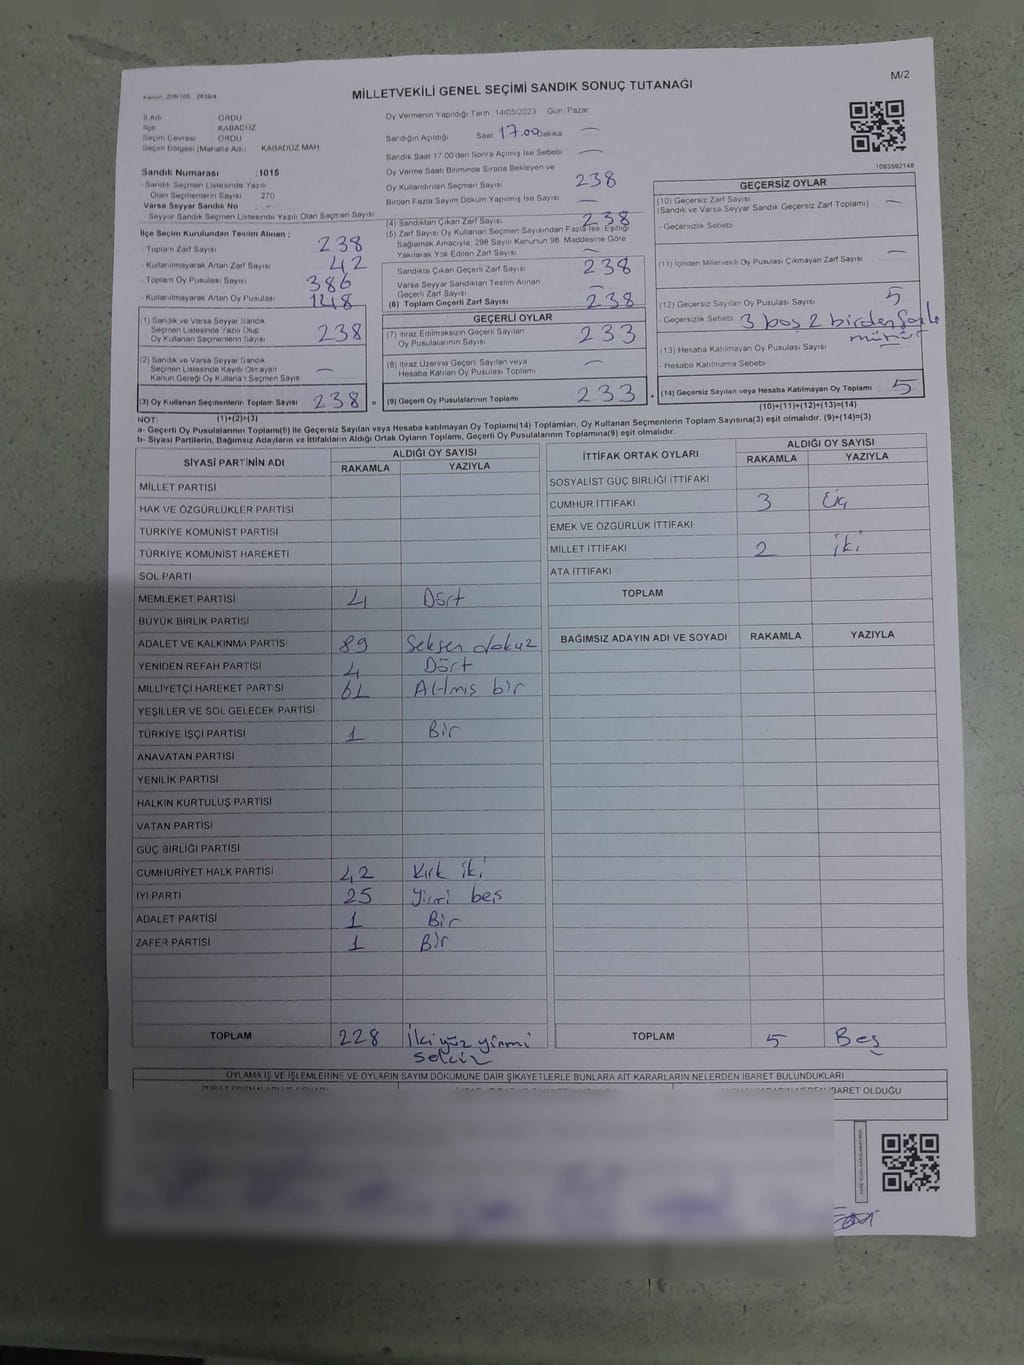 MİLLETVEKİLİ GENEL SEÇİMİ SANDIK SONUÇ TUTANAĞI
M/2
İl Adı ORDU
İlçe KABADÜZ
Seçim Çevresi ORDU
Seçim Bölgesi (Mahalle Adı) KABADÜZ MAH
Sandık Numarası :1015
Sandık Seçmen Listesinde Yazılı
Olan Seçmenlerin Sayısı 270
Varsa Seyyar Sandık No : -
Seyyar Sandık Seçmen Listesinde Yazılı Olan Seçmen Sayısı
İlçe Seçim Kurulundan Teslim Alınan ;
- Toplam Zarf Sayısı 238
- Kullanılmayarak Artan Zarf Sayısı 42
- Toplam Oy Pusulası Sayısı 386
- Kullanılmayarak Artan Oy Pusulası 148
(1) Sandık ve Varsa Seyyar Sandık
Seçmen Listesinde Yazılı Olup
Oy Kullanan Seçmenlerin Sayısı 238
(2) Sandık ve Varsa Seyyar Sandık
Seçmen Listesinde Kayıtlı Olmayan
Kanun Gereği Oy Kullanan Seçmen Sayısı —
(3) Oy Kullanan Seçmenlerin Toplam Sayısı 238 =
(1)+(2)=(3)
Oy Vermenin Yapıldığı Tarih :14/05/2023 Gün: Pazar
Sandığın Açıldığı Saat 17.00 Dakika —
Sandık Saat 17:00'den Sonra Açılmış İse Sebebi —
Oy Verme Saati Bitiminde Sırada Bekleyen ve
Oy Kullandırılan Seçmen Sayısı 238
Birden Fazla Sayım Döküm Yapılmış İse Sayısı —
(4) Sandıktan Çıkan Zarf Sayısı 238
(5) Zarf Sayısı Oy Kullanan Seçmen Sayısından Fazla İse, Eşitliği
Sağlamak Amacıyla, 298 Sayılı Kanunun 98. Maddesine Göre
Yakılarak Yok Edilen Zarf Sayısı —
Sandıkta Çıkan Geçerli Zarf Sayısı 238
Varsa Seyyar Sandıktan Teslim Alınan
Geçerli Zarf Sayısı —
(6) Toplam Geçerli Zarf Sayısı 238
GEÇERLİ OYLAR
(7) İtiraz Edilmeksizin Geçerli Sayılan
Oy Pusulalarının Sayısı 233
(8) İtiraz Üzerine Geçerli Sayılan veya
Hesaba Katılan Oy Pusulası Toplamı —
(9) Geçerli Oy Pusulalarının Toplamı 233
1083592148
GEÇERSİZ OYLAR
(10) Geçersiz Zarf Sayısı
(Sandık ve Varsa Seyyar Sandık Geçersiz Zarf Toplamı) —
- Geçersizlik Sebebi
(11) İçinden Milletvekili Oy Pusulası Çıkmayan Zarf Sayısı —
(12) Geçersiz Sayılan Oy Pusulası Sayısı 5
- Geçersizlik Sebebi 3 boş 2 birden fazla
mühür
(13) Hesaba Katılmayan Oy Pusulası Sayısı
- Hesaba Katılmama Sebebi
(14) Geçersiz Sayılan veya Hesaba Katılmayan Oy Toplamı 5
(10)+(11)+(12)+(13)=(14)
NOT:
a- Geçerli Oy Pusulalarının Toplamı(9) ile Geçersiz Sayılan veya Hesaba katılmayan Oy Toplamı(14) Toplamları, Oy Kullanan Seçmenlerin Toplam Sayısına(3) eşit olmalıdır. (9)+(14)=(3)
b- Siyasi Partilerin, Bağımsız Adayların ve İttifakların Aldığı Ortak Oyların Toplamı, Geçerli Oy Pusulalarının Toplamına(9) eşit olmalıdır.
SİYASİ PARTİNİN ADI ALDIĞI OY SAYISI
RAKAMLA YAZIYLA
MİLLET PARTİSİ
HAK VE ÖZGÜRLÜKLER PARTİSİ
TÜRKİYE KOMÜNİST PARTİSİ
TÜRKİYE KOMÜNİST HAREKETİ
SOL PARTİ
MEMLEKET PARTİSİ 4 Dört
BÜYÜK BİRLİK PARTİSİ
ADALET VE KALKINMA PARTİSİ 89 Seksen dokuz
YENİDEN REFAH PARTİSİ 4 Dört
MİLLİYETÇİ HAREKET PARTİSİ 61 Altmış bir
YEŞİLLER VE SOL GELECEK PARTİSİ
TÜRKİYE İŞÇİ PARTİSİ 1 Bir
ANAVATAN PARTİSİ
YENİLİK PARTİSİ
HALKIN KURTULUŞ PARTİSİ
VATAN PARTİSİ
GÜÇ BİRLİĞİ PARTİSİ
CUMHURİYET HALK PARTİSİ 42 Kırk iki
İYİ PARTİ 25 Yirmi beş
ADALET PARTİSİ 1 Bir
ZAFER PARTİSİ 1 Bir
TOPLAM 228 İki yüz yirmi
sekiz
İTTİFAK ORTAK OYLARI ALDIĞI OY SAYISI
RAKAMLA YAZIYLA
SOSYALİST GÜÇ BİRLİĞİ İTTİFAKI
CUMHUR İTTİFAKI 3 Üç
EMEK VE ÖZGÜRLÜK İTTİFAKI
MİLLET İTTİFAKI 2 iki
ATA İTTİFAKI
TOPLAM
BAĞIMSIZ ADAYIN ADI VE SOYADI RAKAMLA YAZIYLA
TOPLAM 5 Beş
OYLAMA İŞ VE İŞLEMLERİNE VE OYLARIN SAYIM DÖKÜMÜNE DAİR ŞİKAYETLERLE BUNLARA AİT KARARLARIN NELERDEN İBARET BULUNDUKLARI
İBARET OLDUĞU